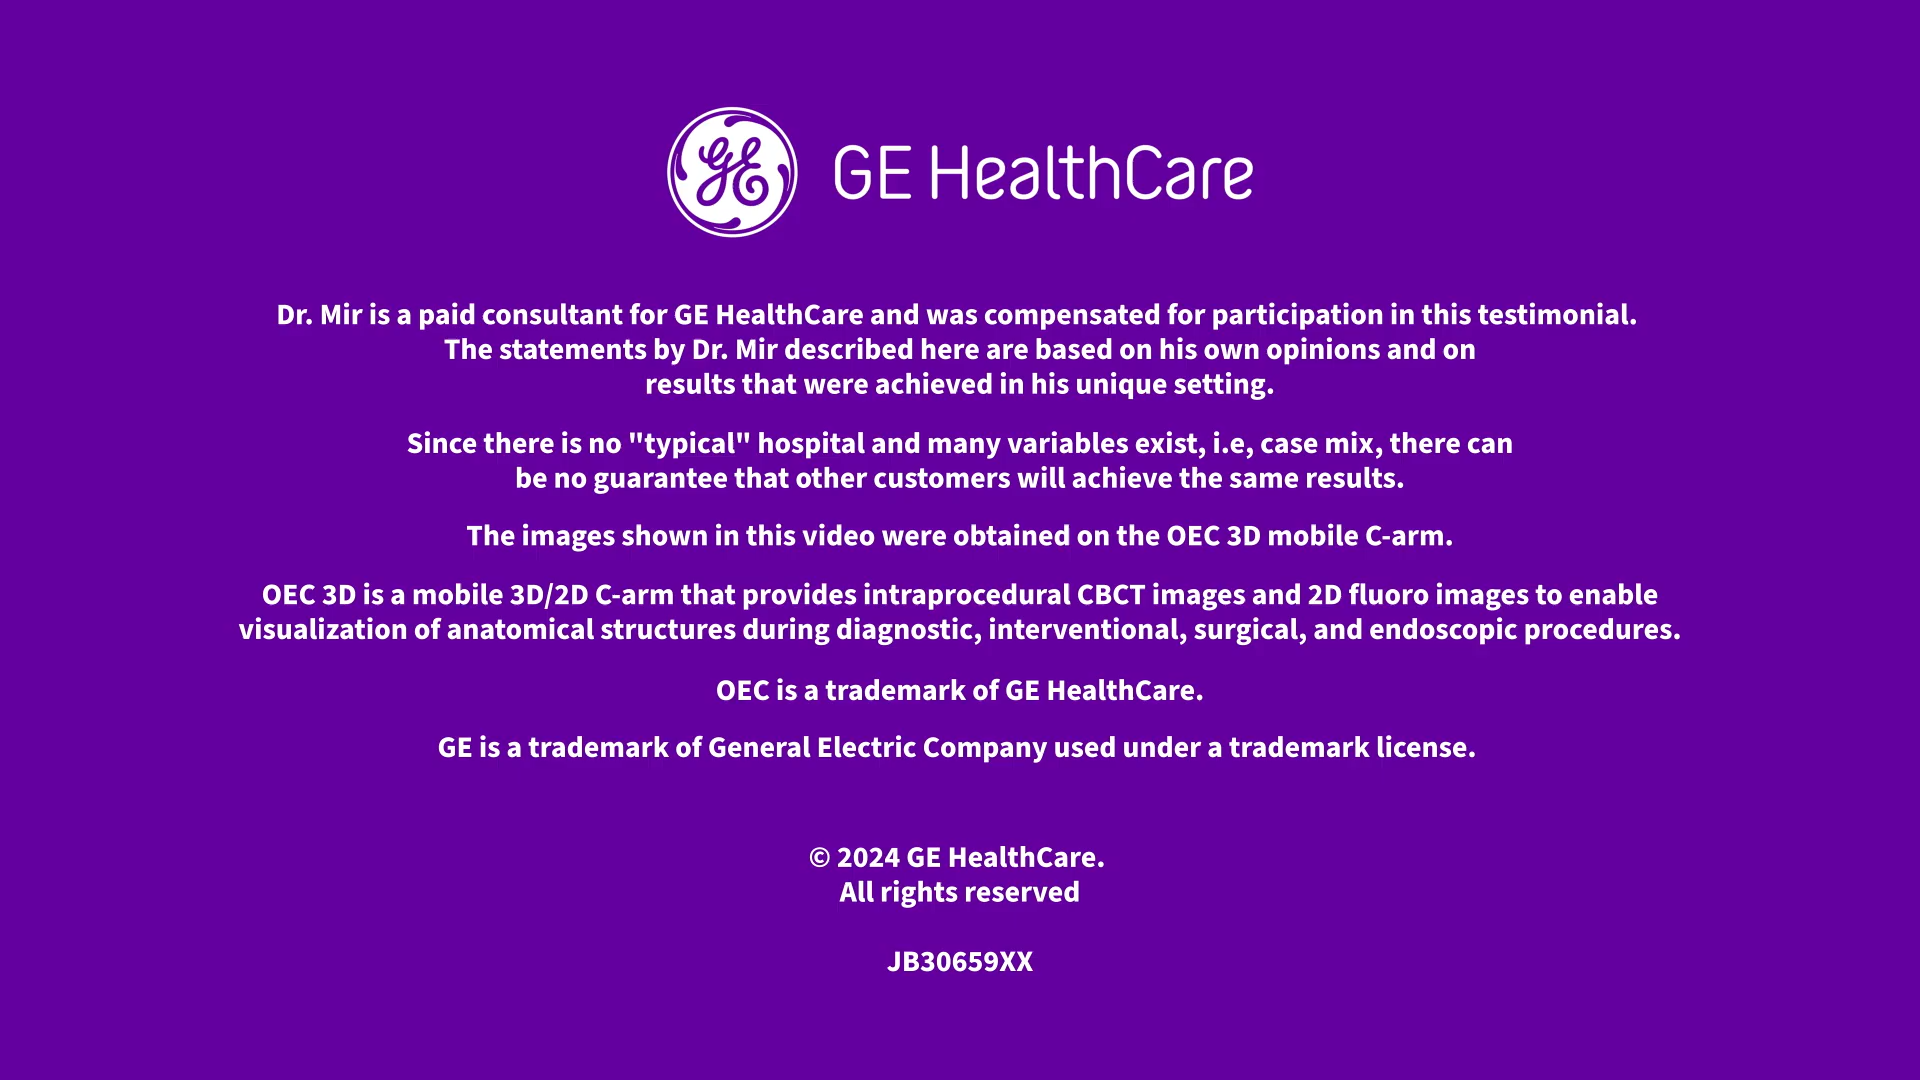 GE GE HealthCare
Dr. Mir is a paid consultant for GE HealthCare and was compensated for participation in this testimonial.
The statements by Dr. Mir described here are based on his own opinions and on
results that were achieved in his unique setting.
Since there is no "typical" hospital and many variables exist, i.e, case mix, there can
be no guarantee that other customers will achieve the same results.
The images shown in this video were obtained on the OEC 3D mobile C-arm.
OEC 3D is a mobile 3D/2D C-arm that provides intraprocedural CBCT images and 2D fluoro images to enable
visualization of anatomical structures during diagnostic, interventional, surgical, and endoscopic procedures.
OEC is a trademark of GE HealthCare.
GE is a trademark of General Electric Company used under a trademark license.
© 2024 GE HealthCare.
All rights reserved
JB30659XX